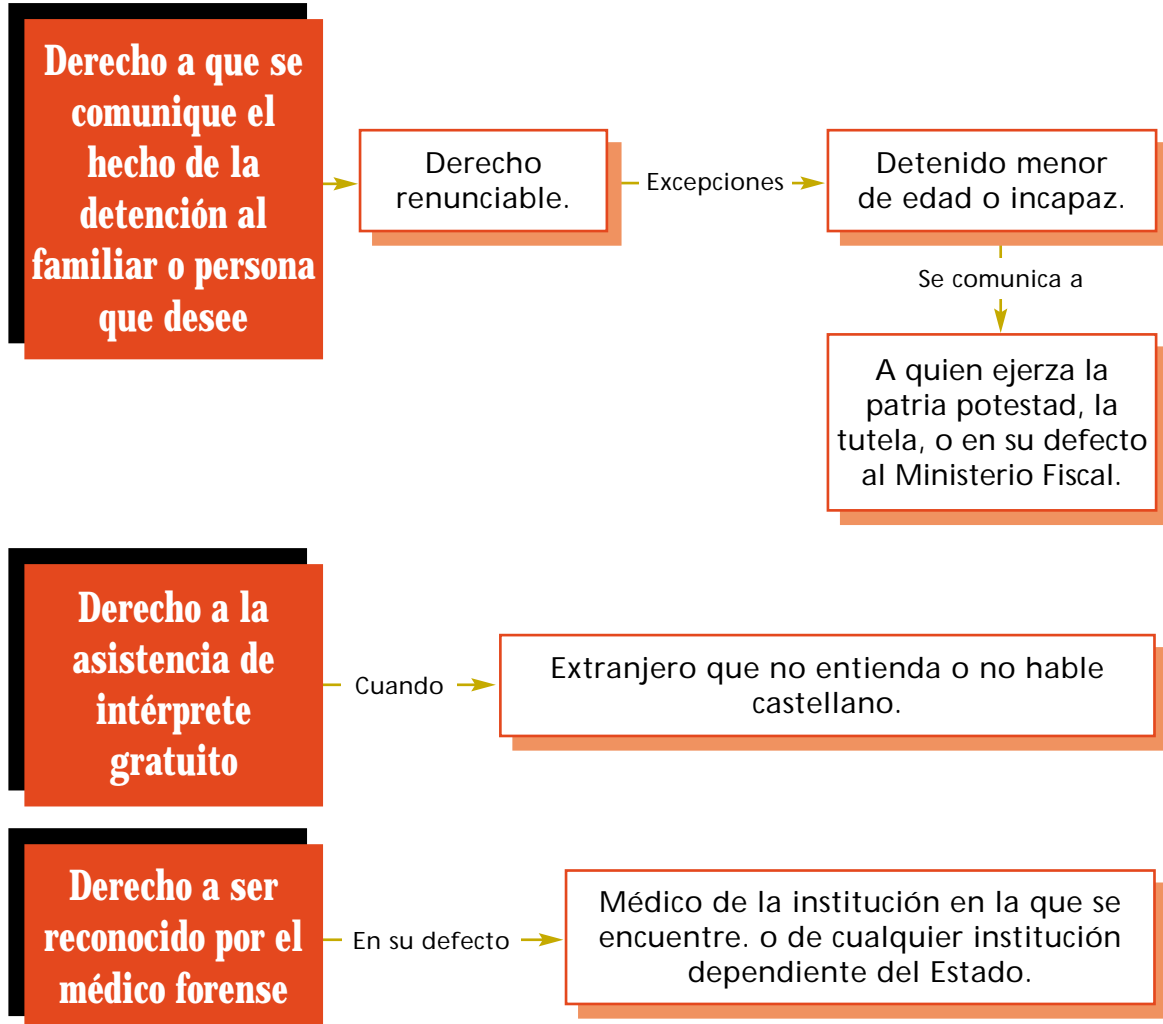 Derecho a que se
comunique el
hecho de la
detención al
familiar o persona
que desee
Derecho
renunciable.
Excepciones
Detenido menor
de edad o incapaz.
Se comunica a
A quien ejerza la
patria potestad, la
tutela, o en su defecto
al Ministerio Fiscal.
Derecho a la
asistencia de
intérprete
gratuito
Cuando
Extranjero que no entienda o no hable
castellano.
Derecho a ser
reconocido por el
médico forense
En su defecto
Médico de la institución en la que se
encuentre. o de cualquier institución
dependiente del Estado.